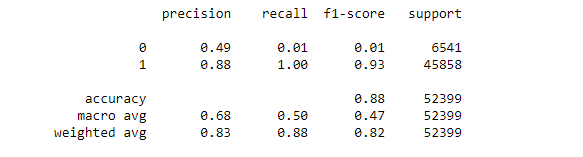 precision recall f1-score support
0 0.49 0.01 0.01 6541
1 0.88 1.00 0.93 45858
accuracy 0.88 52399
macro avg 0.68 0.50 0.47 52399
weighted avg 0.83 0.88 0.82 52399